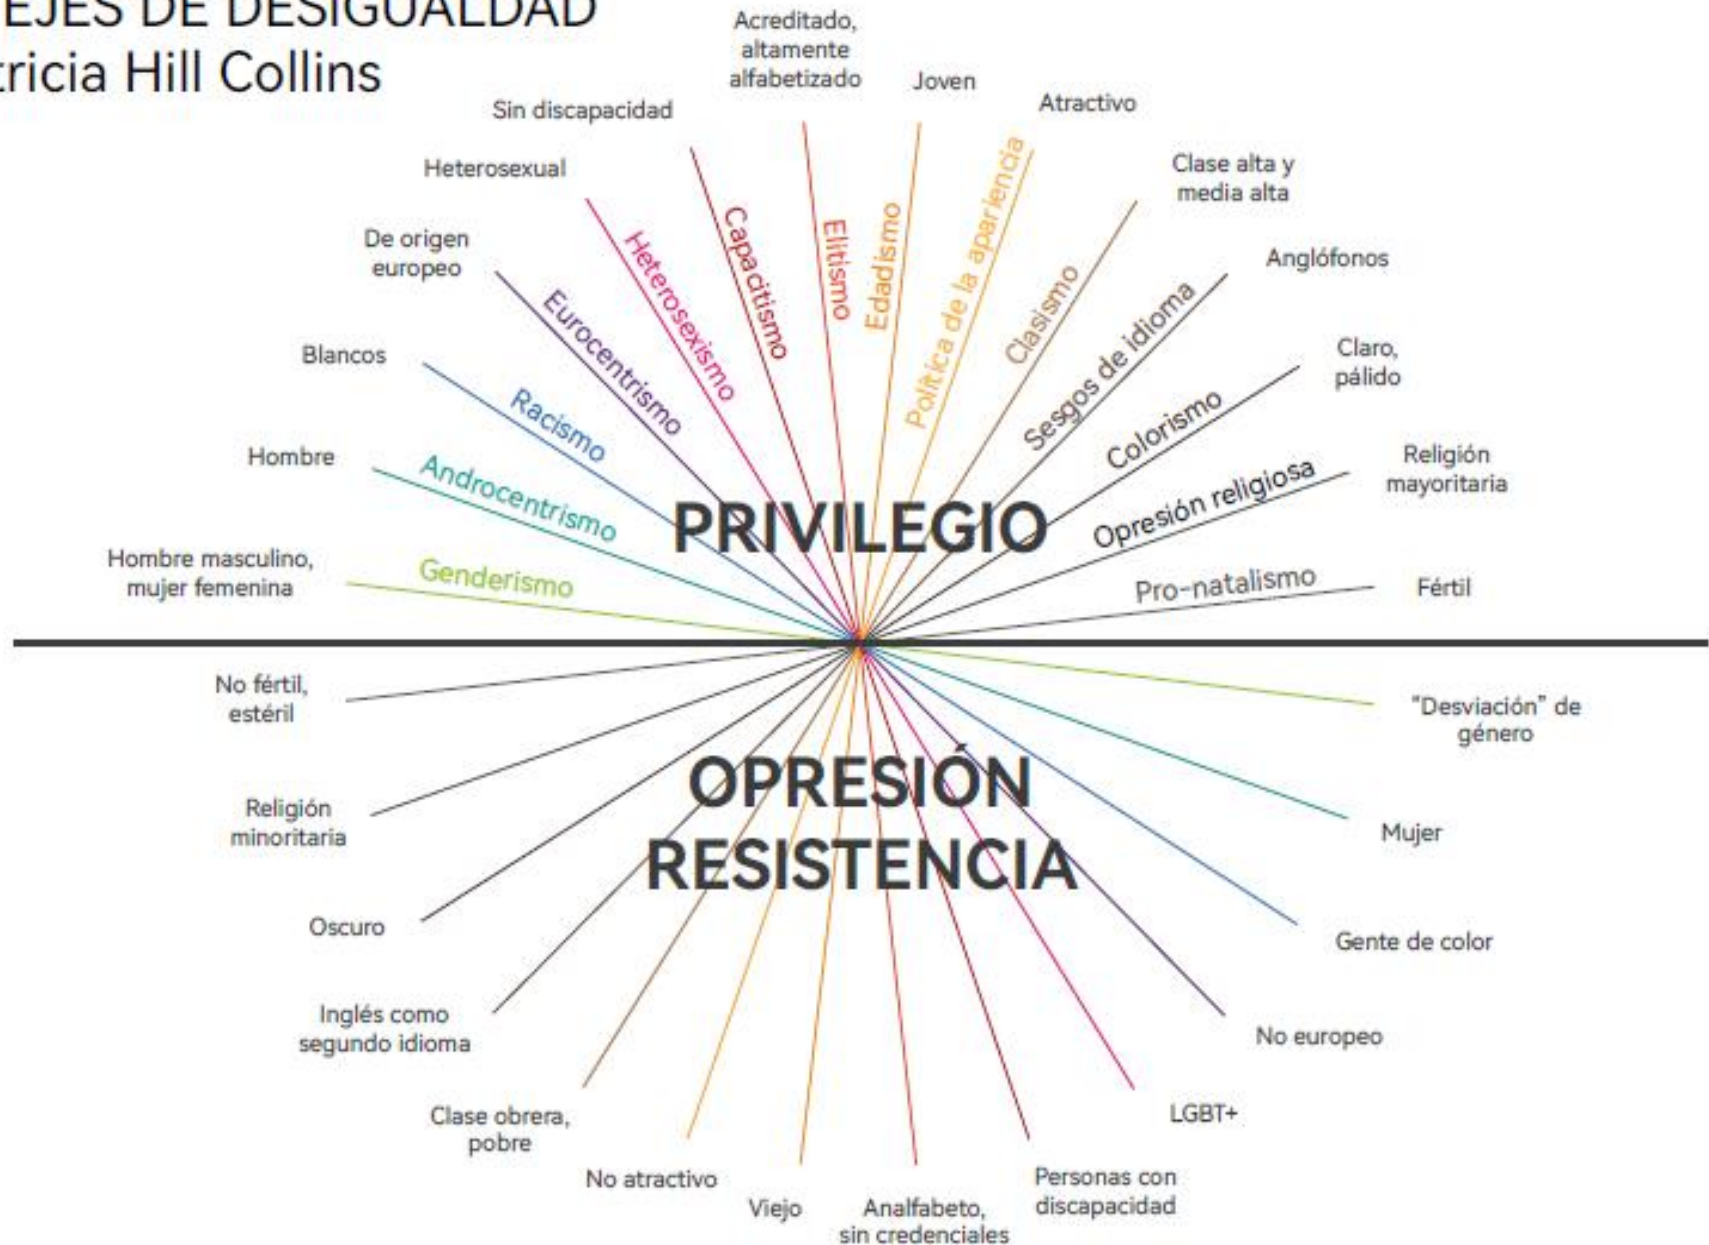 EJES DE DESIGUALDAD
tricia Hill Collins
Acreditado,
altamente
alfabetizado
Joven
Atractivo
Sin discapacidad
Heterosexual
Clase alta y
media alta
De origen
europeo
Anglófonos
Blancos
Claro,
pálido
Hombre
Religión
mayoritaria
Hombre masculino,
mujer femenina
Fértil
Genderismo
Androcentrismo
Racismo
Eurocentrismo
Heterosexismo
Capacitismo
Elitismo
Edadismo
Política de la apariencia
Clasismo
Sesgos de idioma
Colorismo
Opresión religiosa
Pro-natalismo
PRIVILEGIO
OPRESIÓN
RESISTENCIA
No fértil,
estéril
"Desviación" de
género
Religión
minoritaria
Mujer
Oscuro
Gente de color
Inglés como
segundo idioma
No europeo
Clase obrera,
pobre
LGBT+
No atractivo
Personas con
discapacidad
Viejo
Analfabeto,
sin credenciales